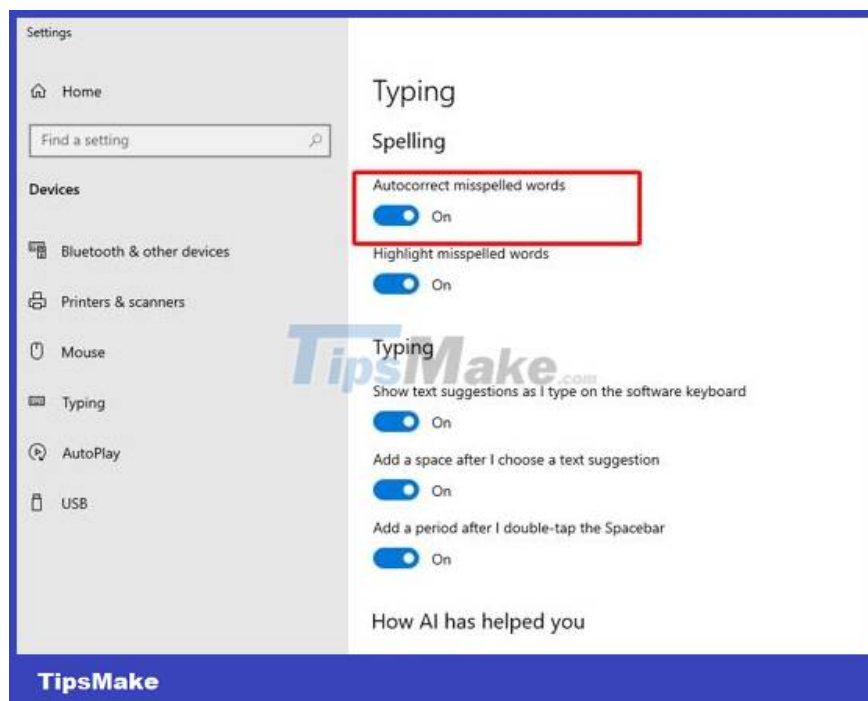 Settings
Home
Find a setting
Devices
Bluetooth & other devices
Printers & scanners
Mouse
Typing
AutoPlay
USB
Typing
Spelling
Autocorrect misspelled words
On
Highlight misspelled words
On
Typing
Show text suggestions as I type on the software keyboard
On
Add a space after I choose a text suggestion
On
Add a period after I double-tap the Spacebar
On
How AI has helped you
TipsMake.com
TipsMake